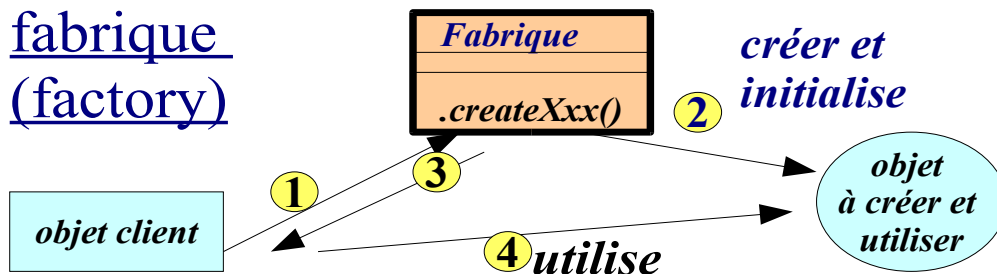 fabrique
(factory)
Fabrique
.createXxx()
créer et
initialise
2
1
3
objet client
objet
à créer et
utiliser
4
utilise